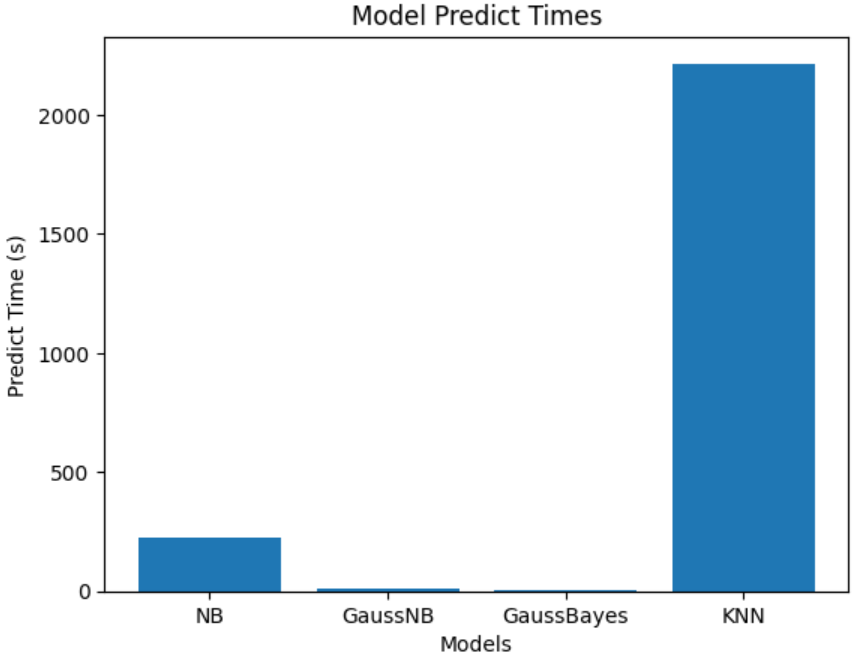 Model Predict Times
Predict Time (s)
2000
1500
1000
500
0
NB GaussNB GaussBayes KNN
Models